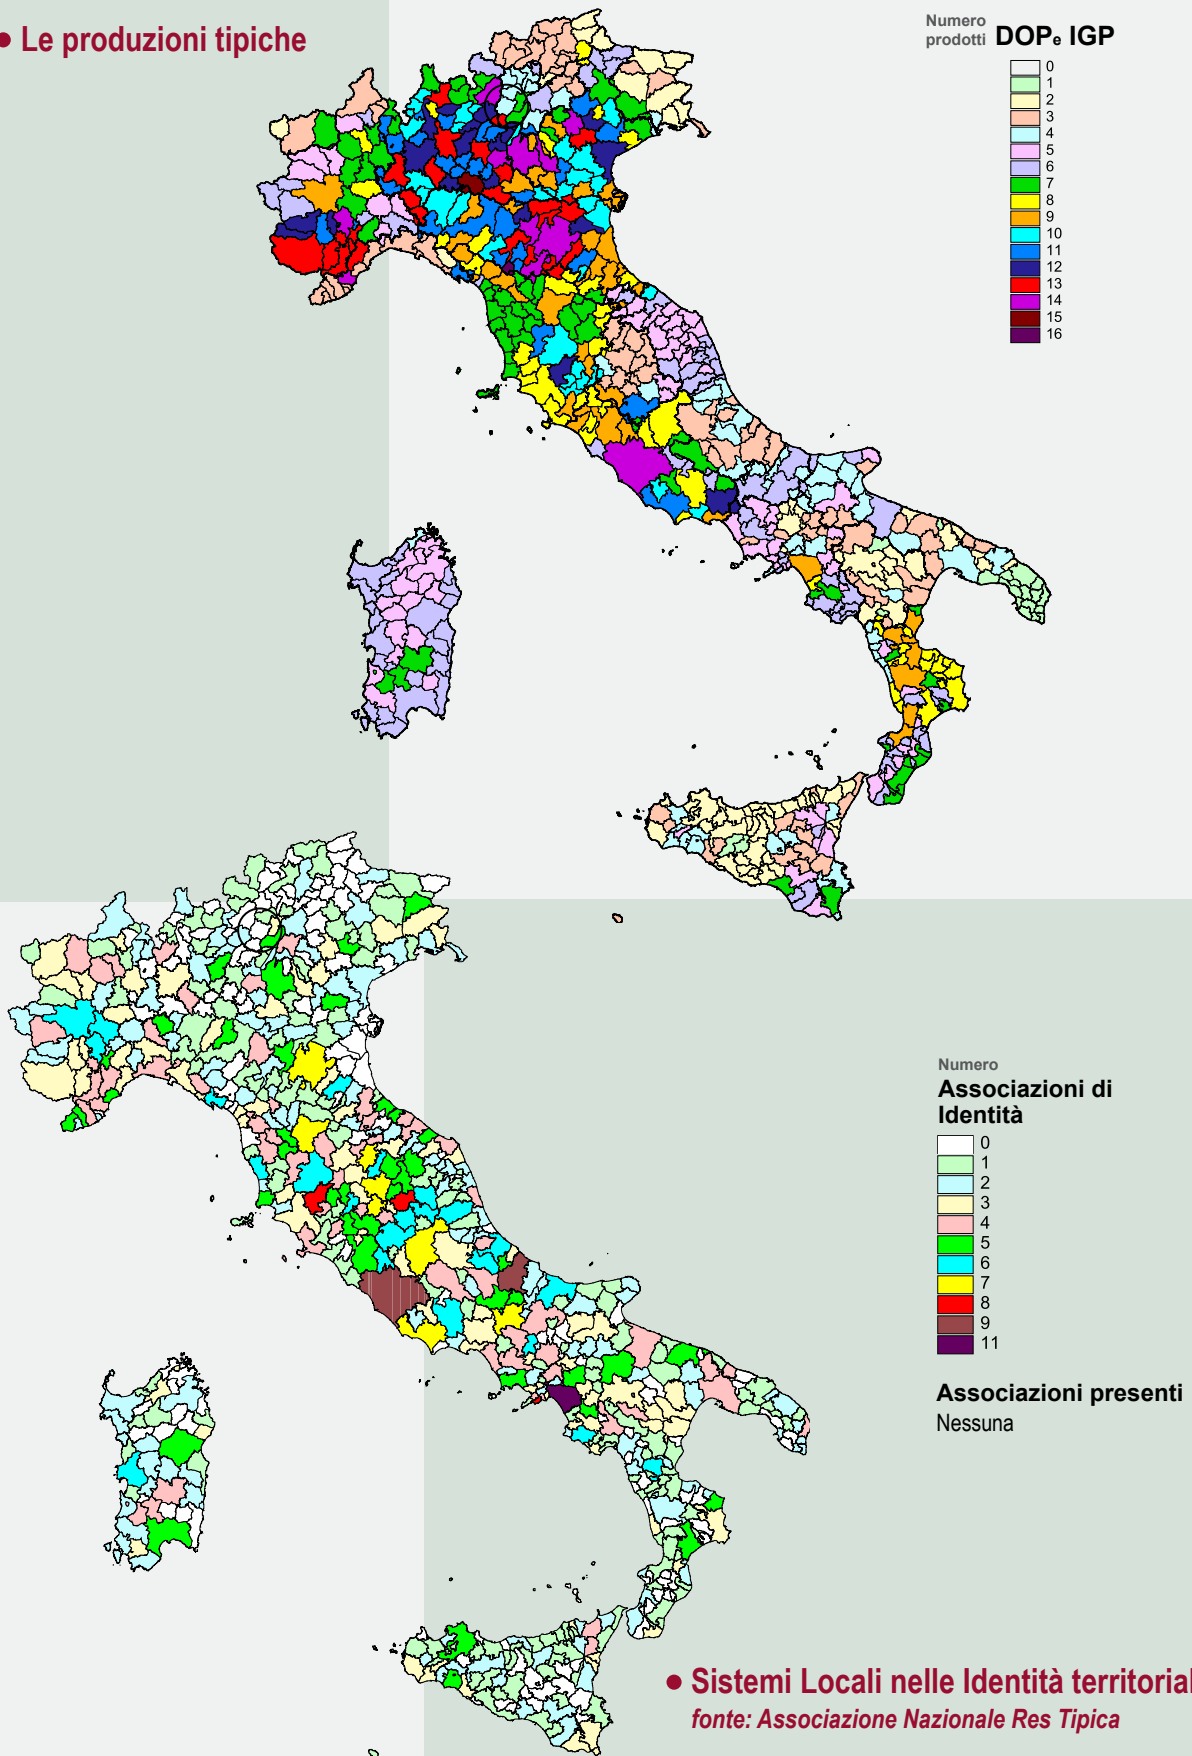 • Le produzioni tipiche
Numero
prodotti DOPe IGP
0
1
2
3
4
5
6
7
8
9
10
11
12
13
14
15
16
Numero
Associazioni di
Identità
0
1
2
3
4
5
6
7
8
9
11
Associazioni presenti
Nessuna
• Sistemi Locali nelle Identità territorial
fonte: Associazione Nazionale Res Tipica